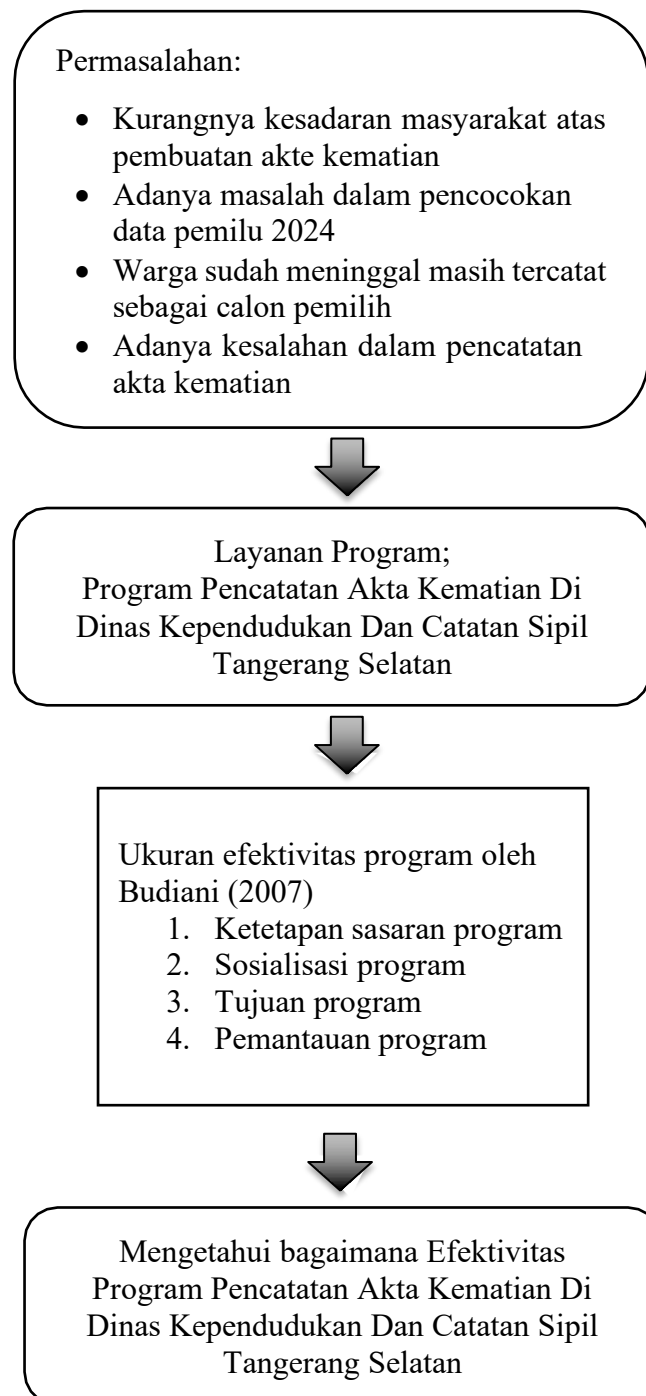 Permasalahan:
• Kurangnya kesadaran masyarakat atas
pembuatan akte kematian
• Adanya masalah dalam pencocokan
data pemilu 2024
• Warga sudah meninggal masih tercatat
sebagai calon pemilih
• Adanya kesalahan dalam pencatatan
akta kematian
Layanan Program;
Program Pencatatan Akta Kematian Di
Dinas Kependudukan Dan Catatan Sipil
Tangerang Selatan
Ukuran efektivitas program oleh
Budiani (2007)
1. Ketetapan sasaran program
2. Sosialisasi program
3. Tujuan program
4. Pemantauan program
Mengetahui bagaimana Efektivitas
Program Pencatatan Akta Kematian Di
Dinas Kependudukan Dan Catatan Sipil
Tangerang Selatan